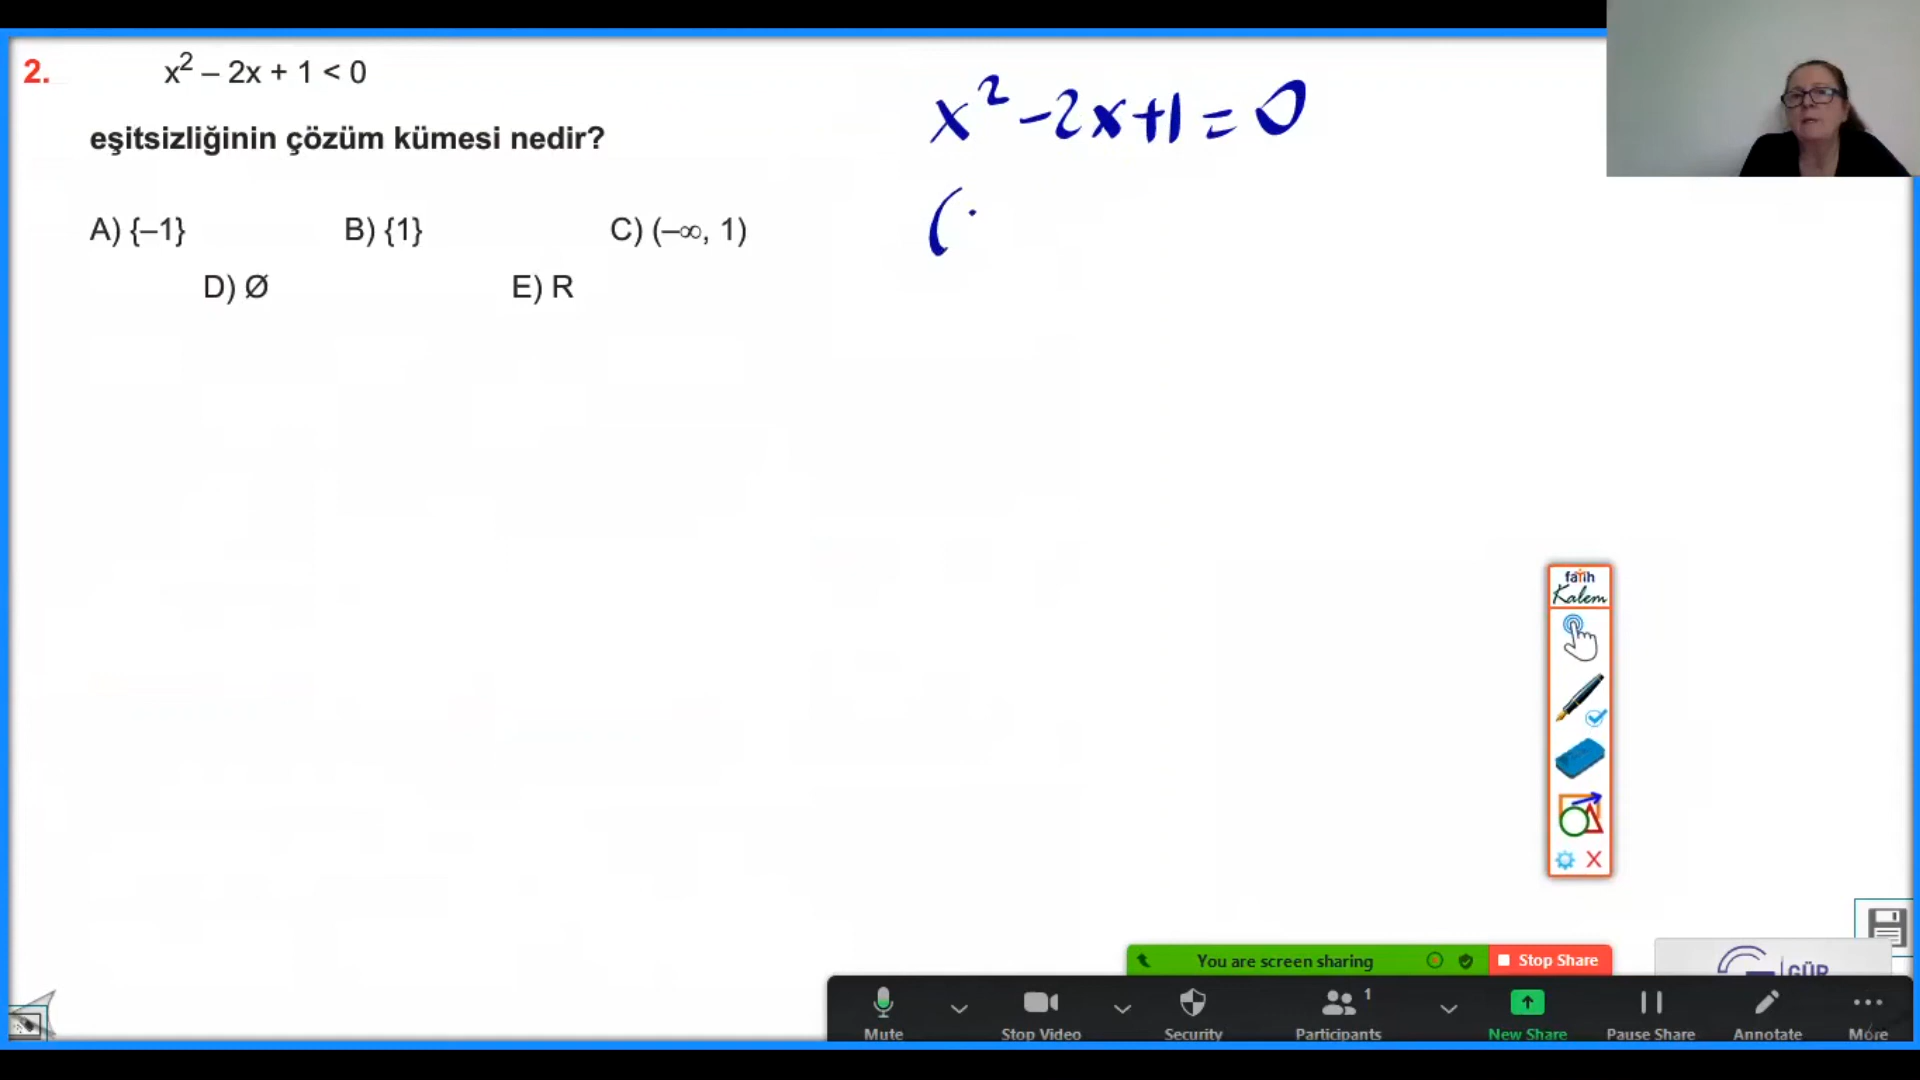 2. x² – 2x + 1 < 0
eşitsizliğinin çözüm kümesi nedir?
A) {–1} B) {1} C) (–∞, 1)
D) Ø E) R
x² -2x+1 = 0
(
fatih
Kalem
You are screen sharing
Stop Share
GÜR
1
Mute Stop Video Security Participants New Share Pause Share Annotate More